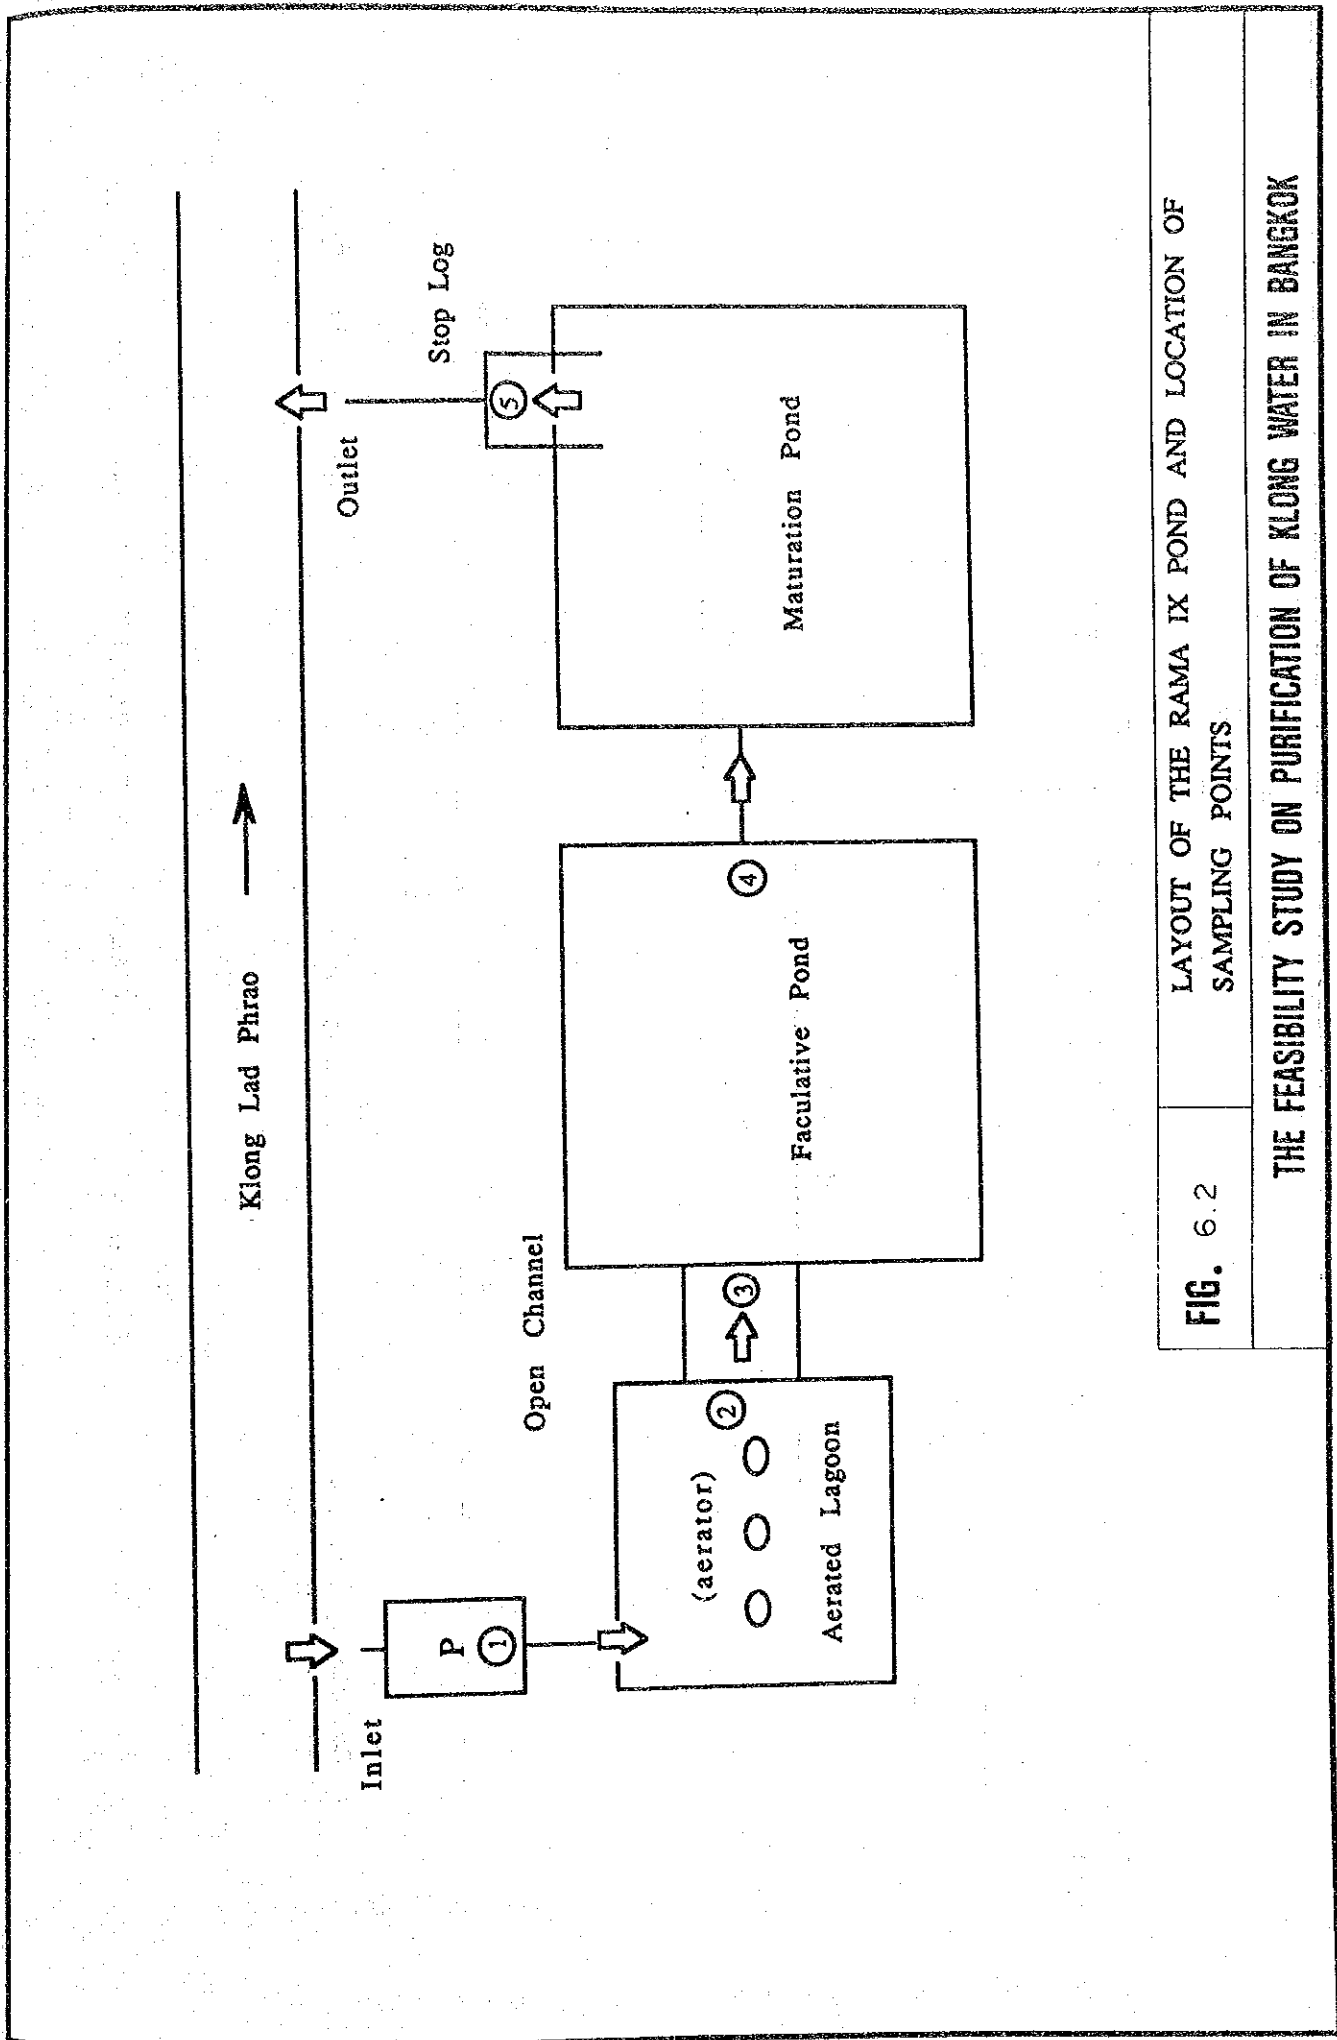 Klong Lad Phrao
Inlet
Outlet
Stop Log
P
1
Open Channel
5
(aerator)
2
3
4
Aerated Lagoon
Faculative Pond
Maturation Pond
FIG. 6.2
LAYOUT OF THE RAMA IX POND AND LOCATION OF
SAMPLING POINTS
THE FEASIBILITY STUDY ON PURIFICATION OF KLONG WATER IN BANGKOK